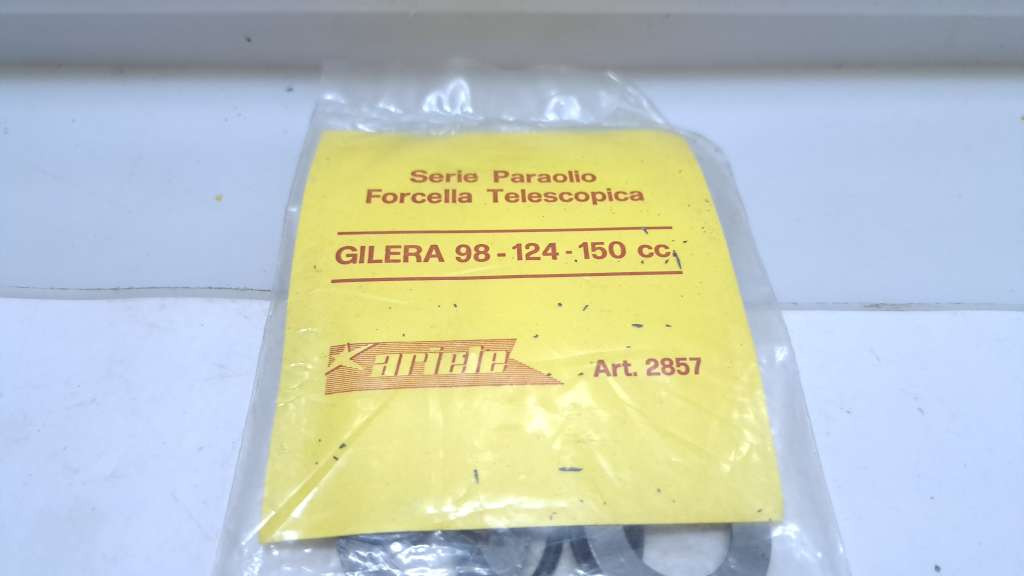 Serie Paraolio
Forcella Telescopica
GILERA 98 - 124 - 150 cc.
ariete
Art. 2857